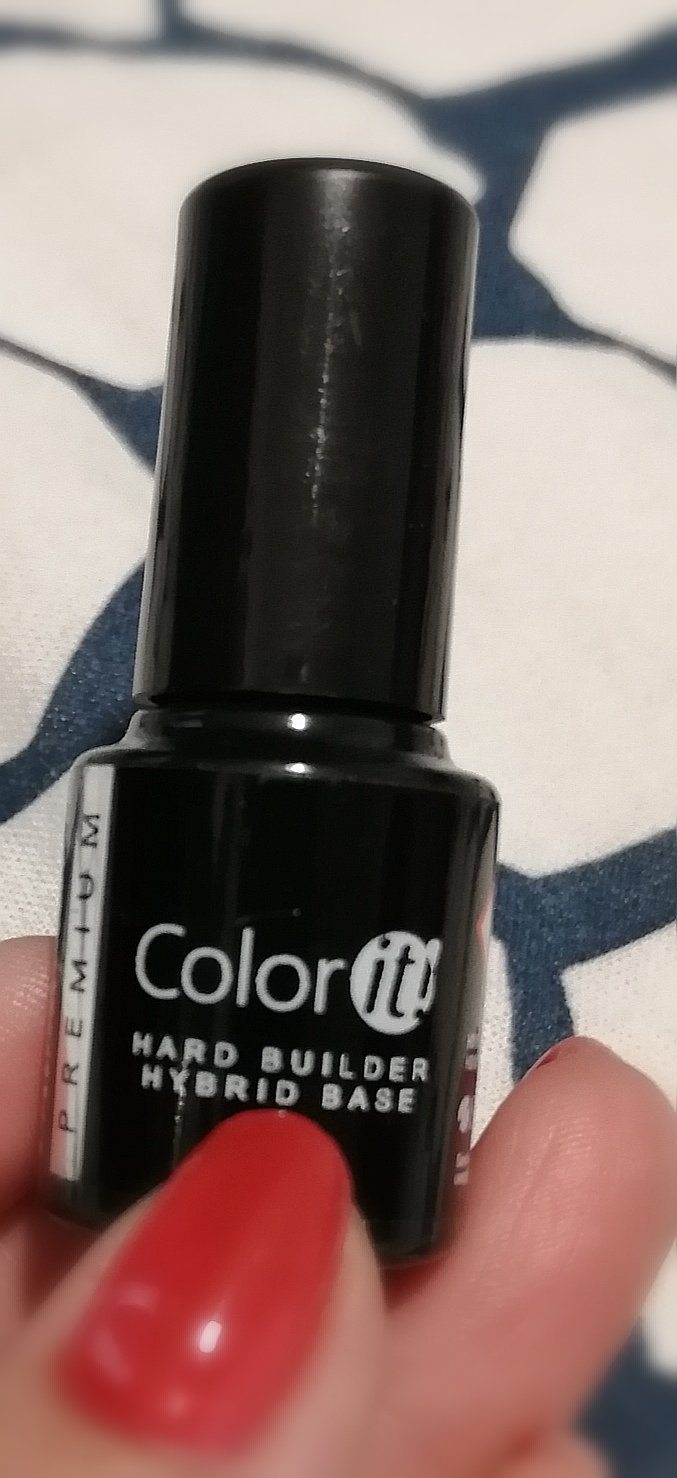 PREMIUM
Color it!
HARD BUILDER
HYBRID BASE